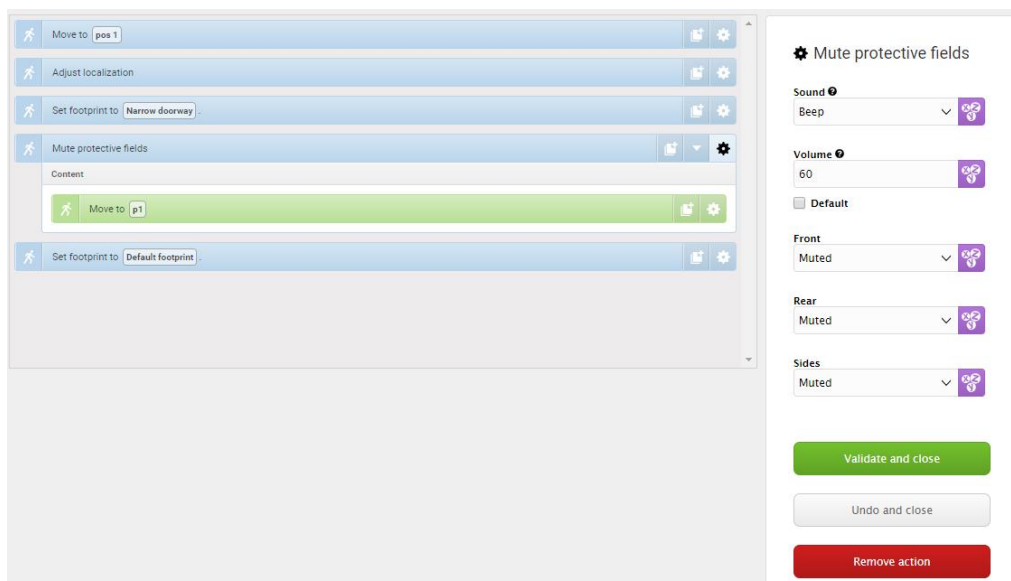 Move to pos 1
Adjust localization
Set footprint to Narrow doorway .
Mute protective fields
Content
Move to p1
Set footprint to Default footprint .
Mute protective fields
Sound
Beep
Volume
60
Default
Front
Muted
Rear
Muted
Sides
Muted
Validate and close
Undo and close
Remove action